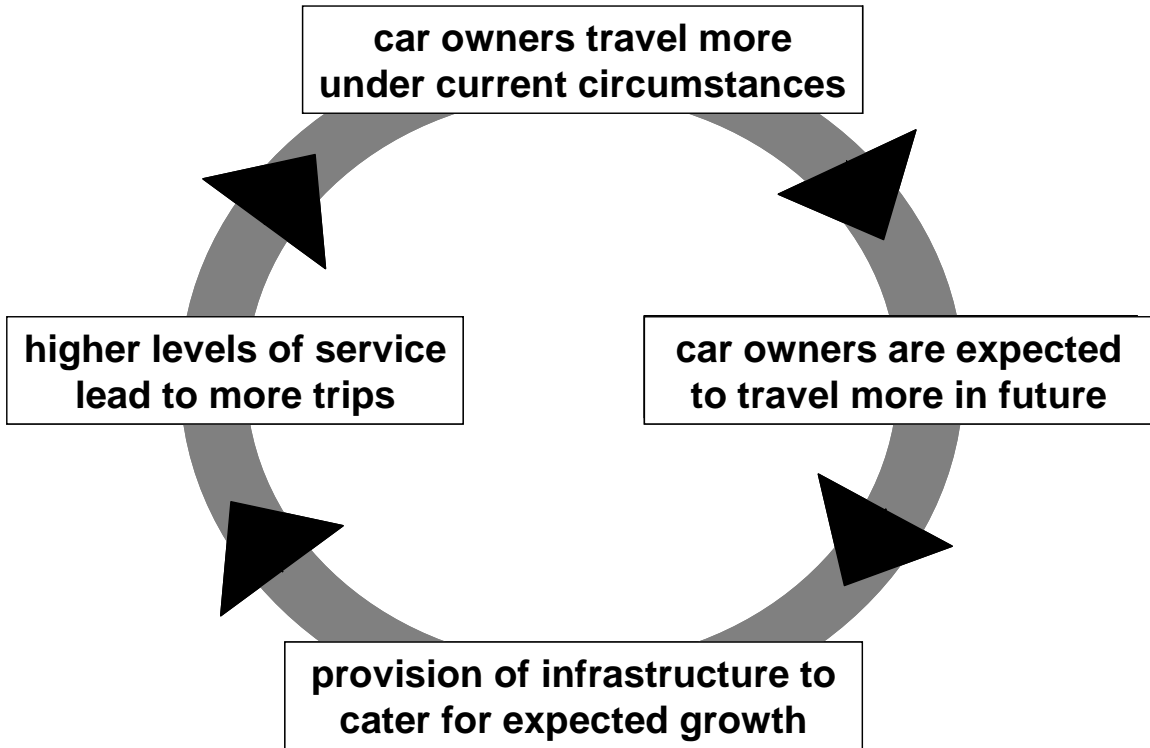 car owners travel more
under current circumstances
higher levels of service
lead to more trips
car owners are expected
to travel more in future
provision of infrastructure to
cater for expected growth